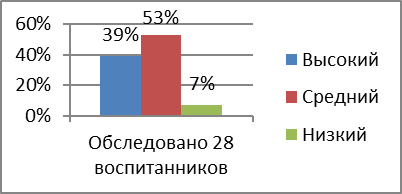 60%
40%
20%
0%
39%
53%
7%
Обследовано 28
воспитанников
Высокий
Средний
Низкий